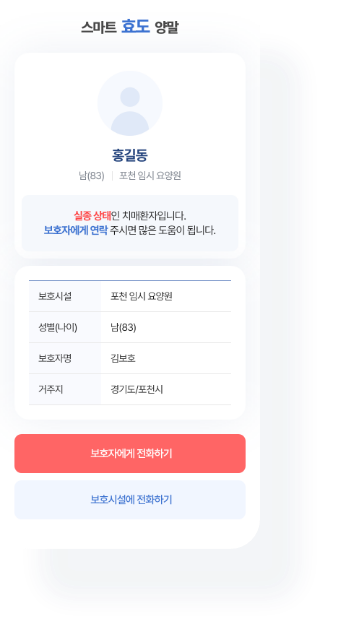 스마트 효도 양말
홍길동
남(83) | 포천 임시 요양원
실종 상태인 치매환자입니다.
보호자에게 연락 주시면 많은 도움이 됩니다.
보호시설 포천 임시 요양원
성별(나이) 남(83)
보호자명 김보호
거주지 경기도/포천시
보호자에게 전화하기
보호시설에 전화하기